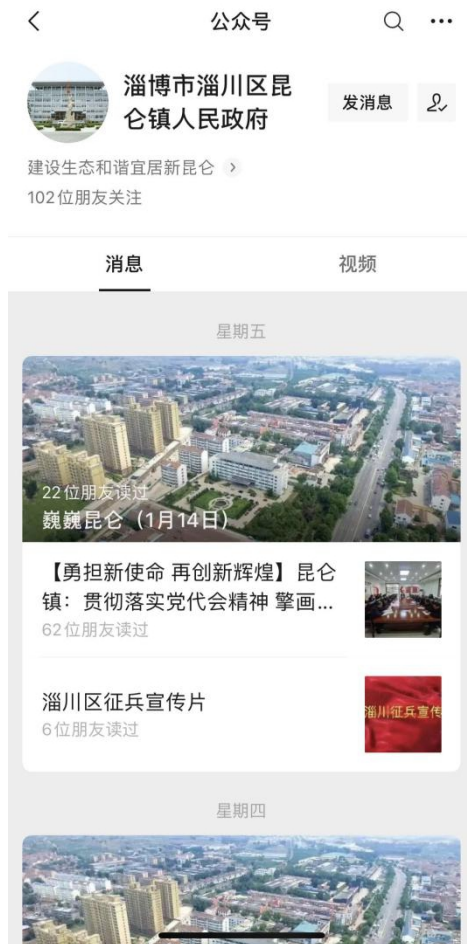 公众号
淄博市淄川区昆
仑镇人民政府
发消息
建设生态和谐宜居新昆仑
102位朋友关注
消息
视频
星期五
22位朋友读过
巍巍昆仑（1月14日）
【勇担新使命 再创新辉煌】昆仑
镇：贯彻落实党代会精神 擎画...
62位朋友读过
淄川区征兵宣传片
6位朋友读过
淄川征兵宣传
星期四